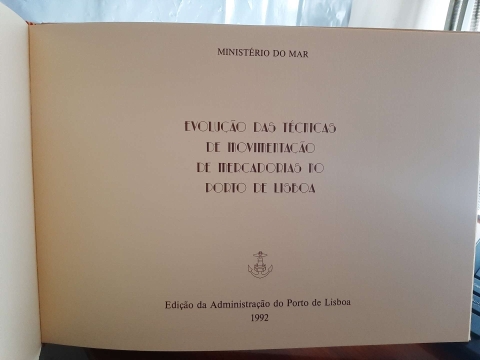 MINISTÉRIO DO MAR
EVOLUÇÃO DAS TÉCNICAS
DE MOVIMENTAÇÃO
DE MERCADORIAS NO
PORTO DE LISBOA
Edição da Administração do Porto de Lisboa
1992